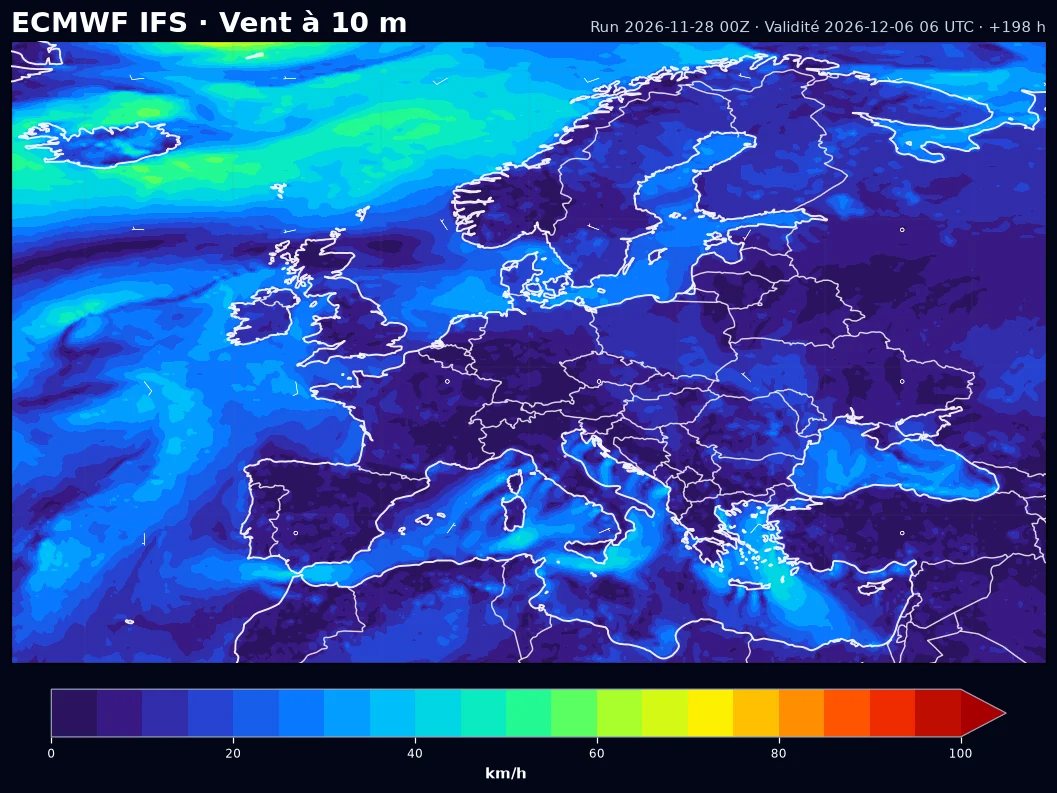 ECMWF IFS · Vent à 10 m
Run 2026-11-28 00Z · Validité 2026-12-06 06 UTC · +198 h
0 20 40 60 80 100
km/h